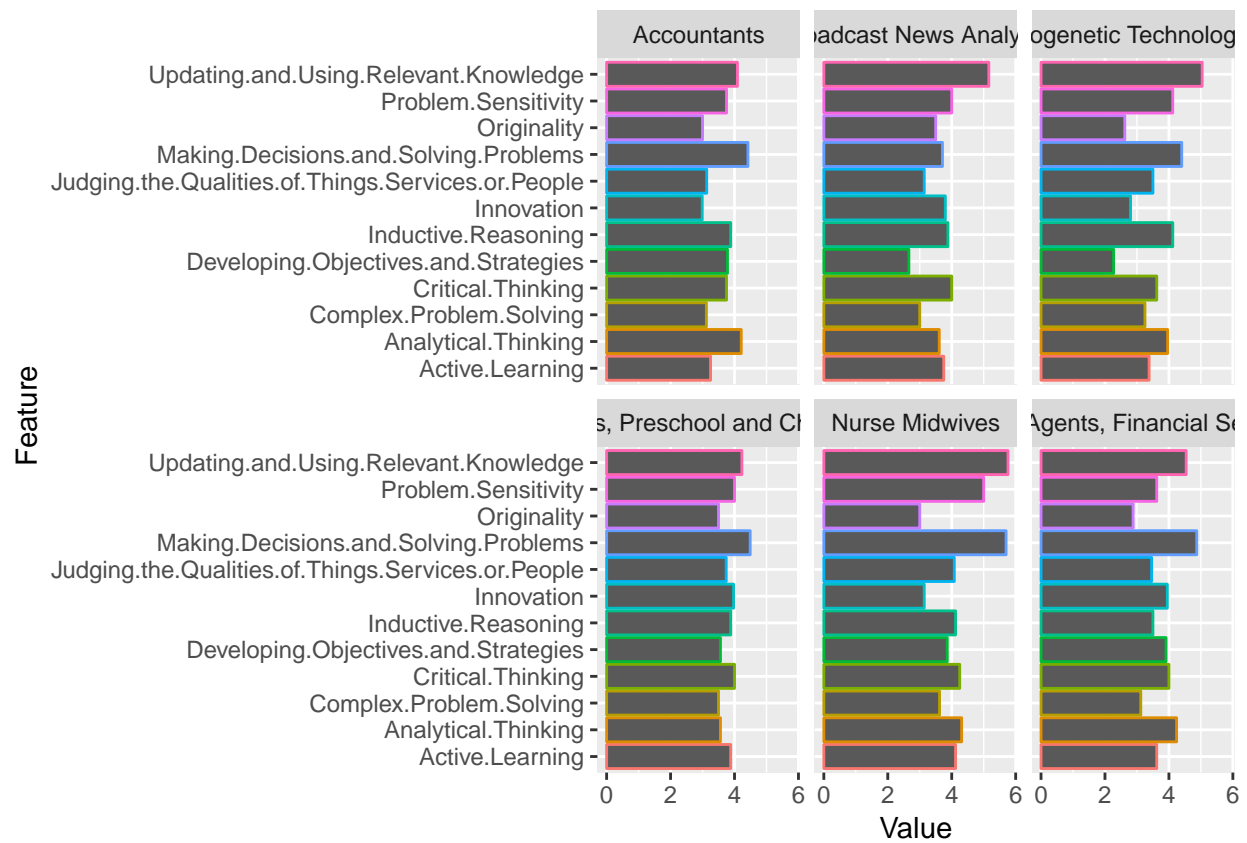 Accountants
oadcast News Analy
ogenetic Technolog
Updating.and.Using.Relevant.Knowledge
Problem.Sensitivity
Originality
Making.Decisions.and.Solving.Problems
Judging.the.Qualities.of.Things.Services.or.People
Innovation
Inductive.Reasoning
Developing.Objectives.and.Strategies
Critical.Thinking
Complex.Problem.Solving
Analytical.Thinking
Active.Learning
Feature
s, Preschool and Ch
Nurse Midwives
Agents, Financial Se
Updating.and.Using.Relevant.Knowledge
Problem.Sensitivity
Originality
Making.Decisions.and.Solving.Problems
Judging.the.Qualities.of.Things.Services.or.People
Innovation
Inductive.Reasoning
Developing.Objectives.and.Strategies
Critical.Thinking
Complex.Problem.Solving
Analytical.Thinking
Active.Learning
0 2 4 6 0 2 4 6 0 2 4 6
Value